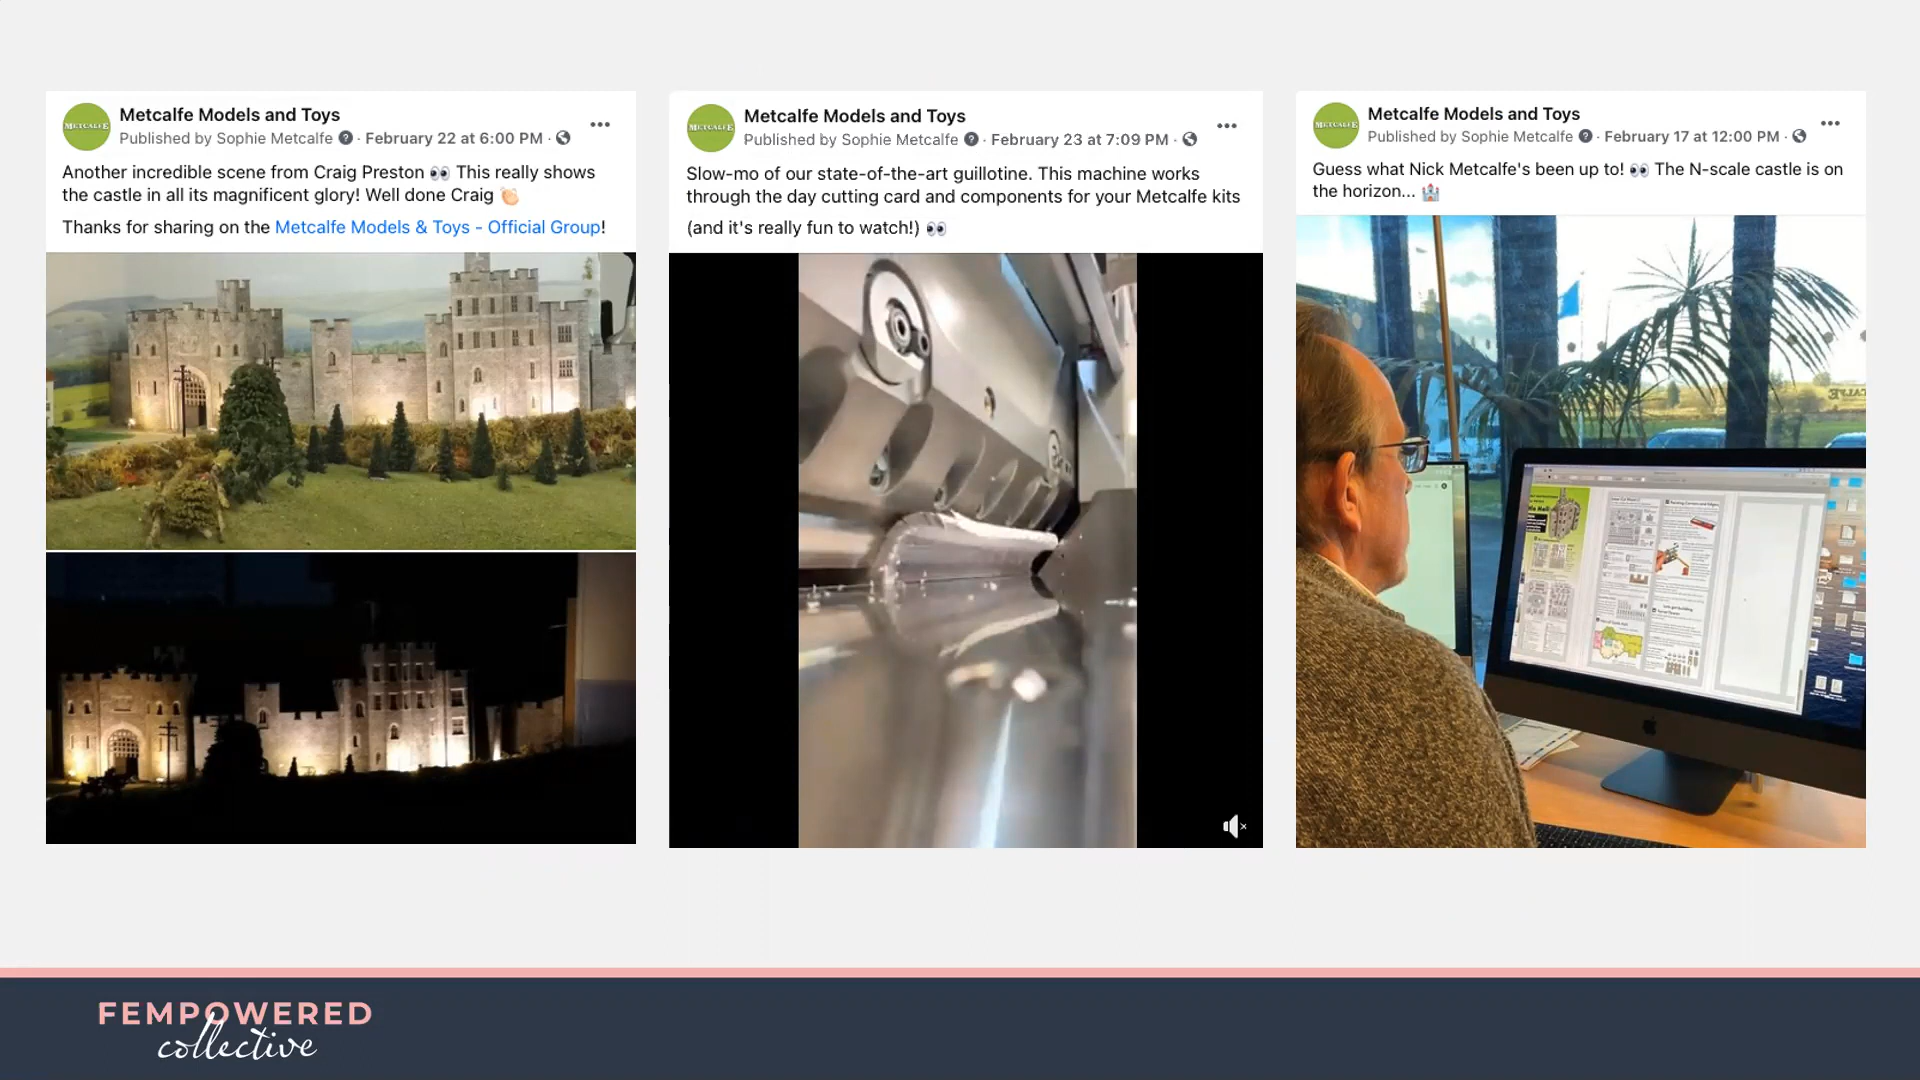 METCALFE
Metcalfe Models and Toys
Published by Sophie Metcalfe ? · February 22 at 6:00 PM ·
Another incredible scene from Craig Preston 👀 This really shows
the castle in all its magnificent glory! Well done Craig 👏🏻
Thanks for sharing on the Metcalfe Models & Toys - Official Group!
METCALFE
Metcalfe Models and Toys
Published by Sophie Metcalfe ? · February 23 at 7:09 PM ·
Slow-mo of our state-of-the-art guillotine. This machine works
through the day cutting card and components for your Metcalfe kits
(and it's really fun to watch!) 👀
METCALFE
Metcalfe Models and Toys
Published by Sophie Metcalfe ? · February 17 at 12:00 PM ·
Guess what Nick Metcalfe's been up to! 👀 The N-scale castle is on
the horizon... 🏰
FEMPOWERED
collective